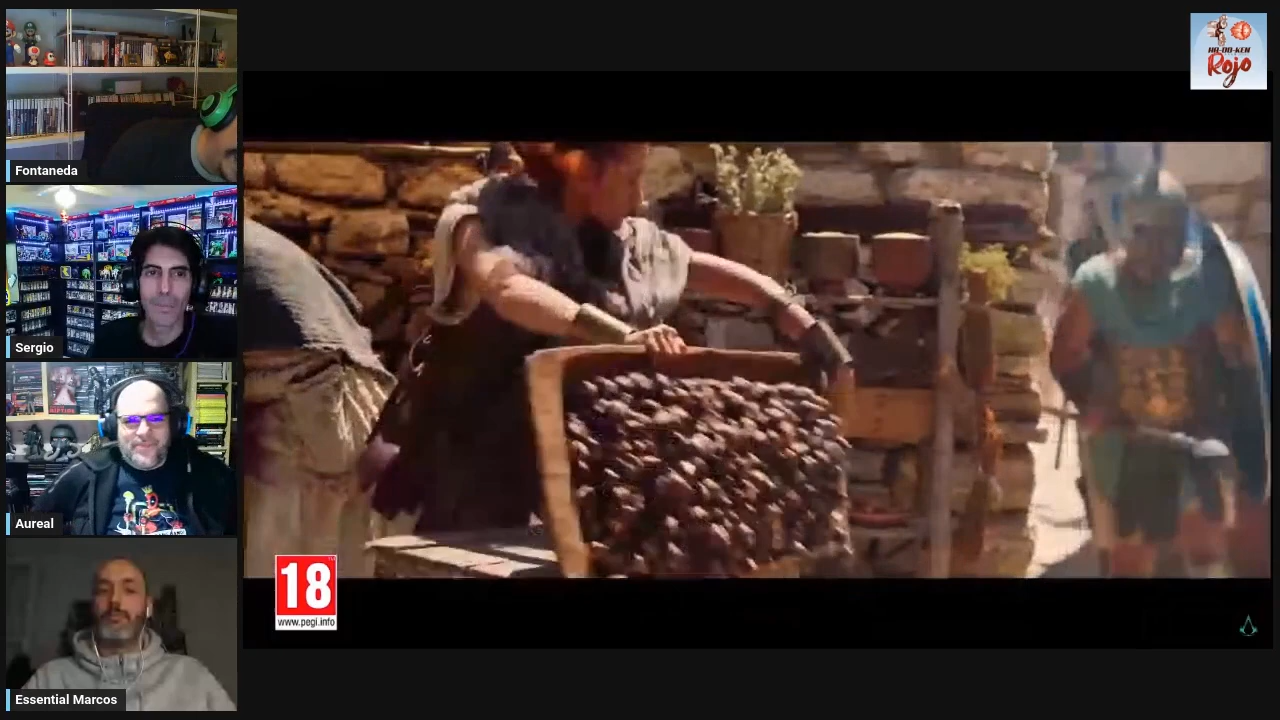 Fontaneda
Sergio
Aureal
Essential Marcos
18
www.pegi.info
HA-DO-KEN
Rojo